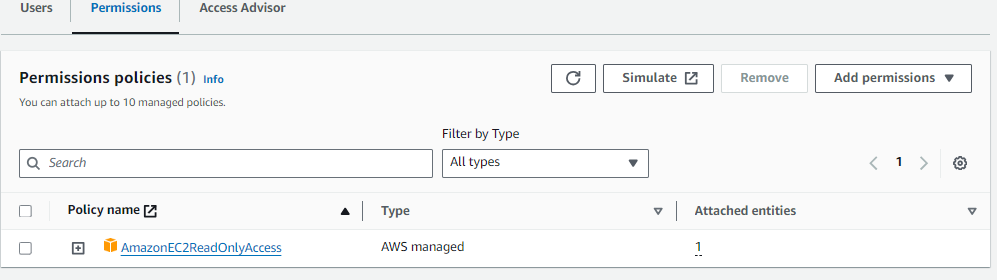 Users Permissions Access Advisor
Permissions policies (1) Info
Simulate Remove Add permissions
You can attach up to 10 managed policies.
Filter by Type
Search All types 1
Policy name Type Attached entities
AmazonEC2ReadOnlyAccess AWS managed 1